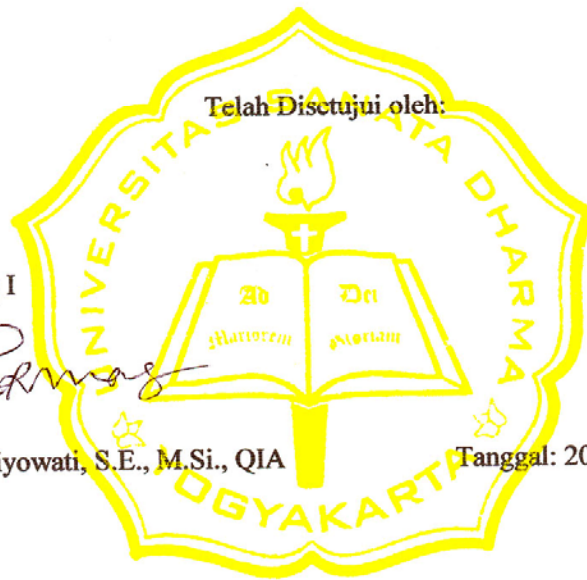 Telah Disetujui oleh:
UNIVERSITAS SANATA DHARMA
Ad Dei
Maiorem Gloriam
I
iyowati, S.E., M.Si., QIA Tanggal: 20
YOGYAKARTA